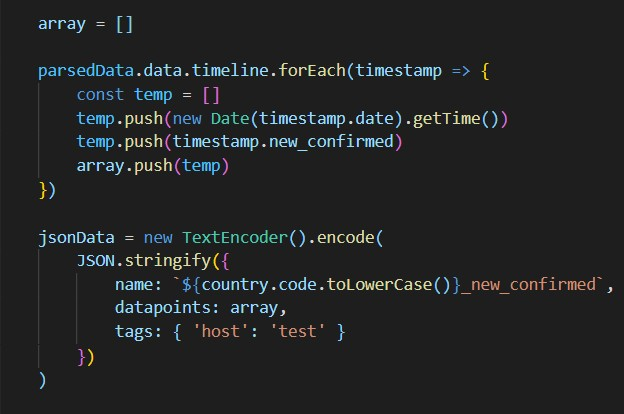 array = []
parsedData.data.timeline.forEach(timestamp => {
const temp = []
temp.push(new Date(timestamp.date).getTime())
temp.push(timestamp.new_confirmed)
array.push(temp)
})
jsonData = new TextEncoder().encode(
JSON.stringify({
name: `${country.code.toLowerCase()}_new_confirmed`,
datapoints: array,
tags: { 'host': 'test' }
})
)